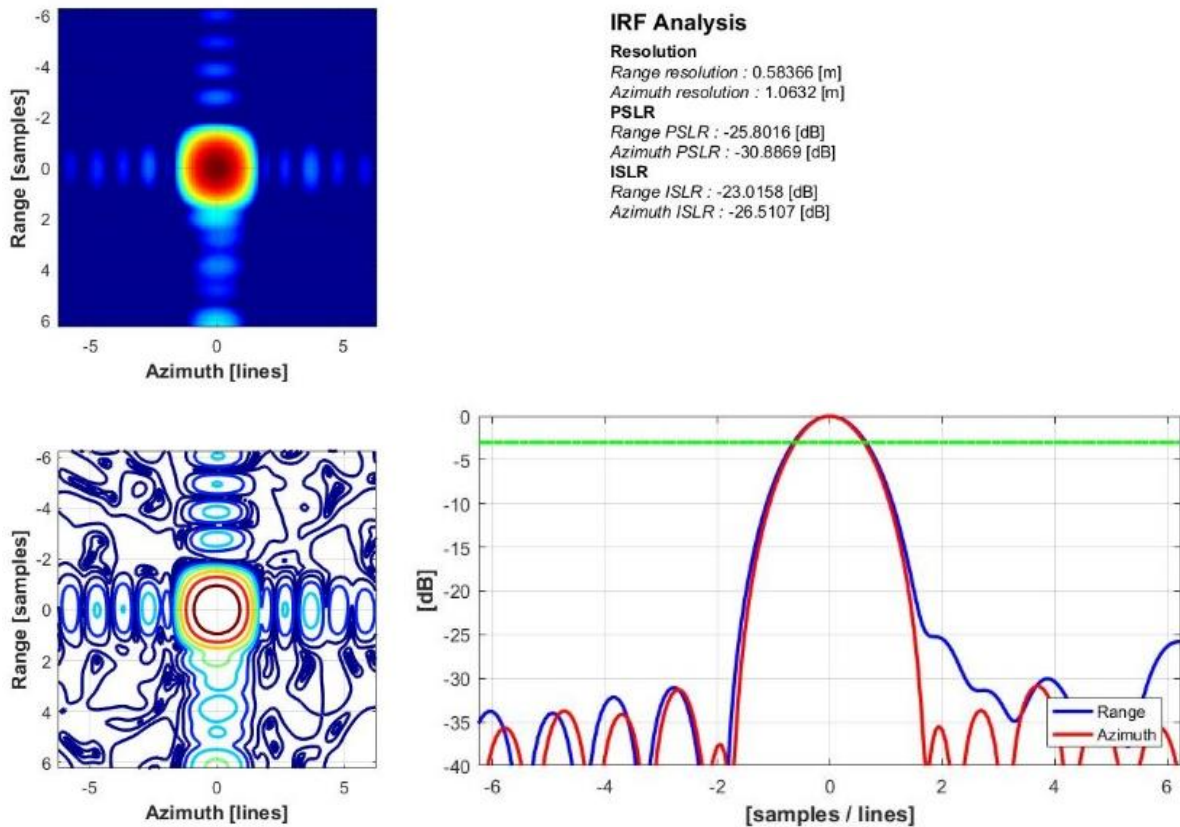 -6
-4
-2
0
2
4
6
Range [samples]
-5 0 5
Azimuth [lines]
IRF Analysis
Resolution
Range resolution : 0.58366 [m]
Azimuth resolution : 1.0632 [m]
PSLR
Range PSLR : -25.8016 [dB]
Azimuth PSLR : -30.8869 [dB]
ISLR
Range ISLR : -23.0158 [dB]
Azimuth ISLR : -26.5107 [dB]
-6
-4
-2
0
2
4
6
Range [samples]
-5 0 5
Azimuth [lines]
0
-5
-10
-15
-20
-25
-30
-35
-40
[dB]
-6 -4 -2 0 2 4 6
[samples / lines]
Range
Azimuth